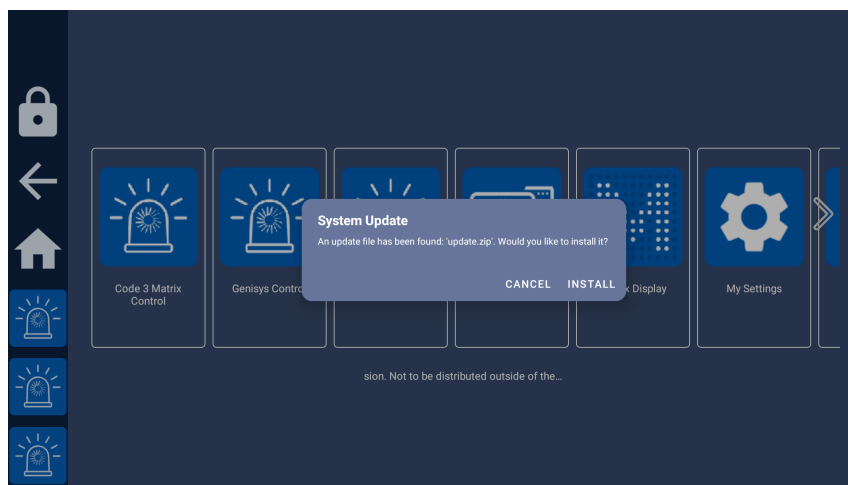 System Update
An update file has been found: 'update.zip'. Would you like to install it?
CANCEL INSTALL
Code 3 Matrix
Control
Genisys
Display
My Settings
sion. Not to be distributed outside of the…